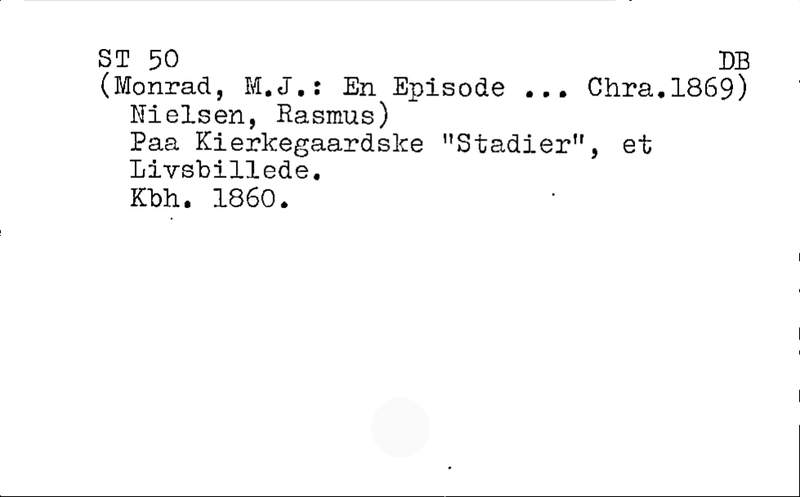 ST 50 DB
(Monrad, M.J.: En Episode ... Chra.1869)
Nielsen, Rasmus)
Paa Kierkegaardske "Stadier", et
Livsbillede.
Kbh. 1860.